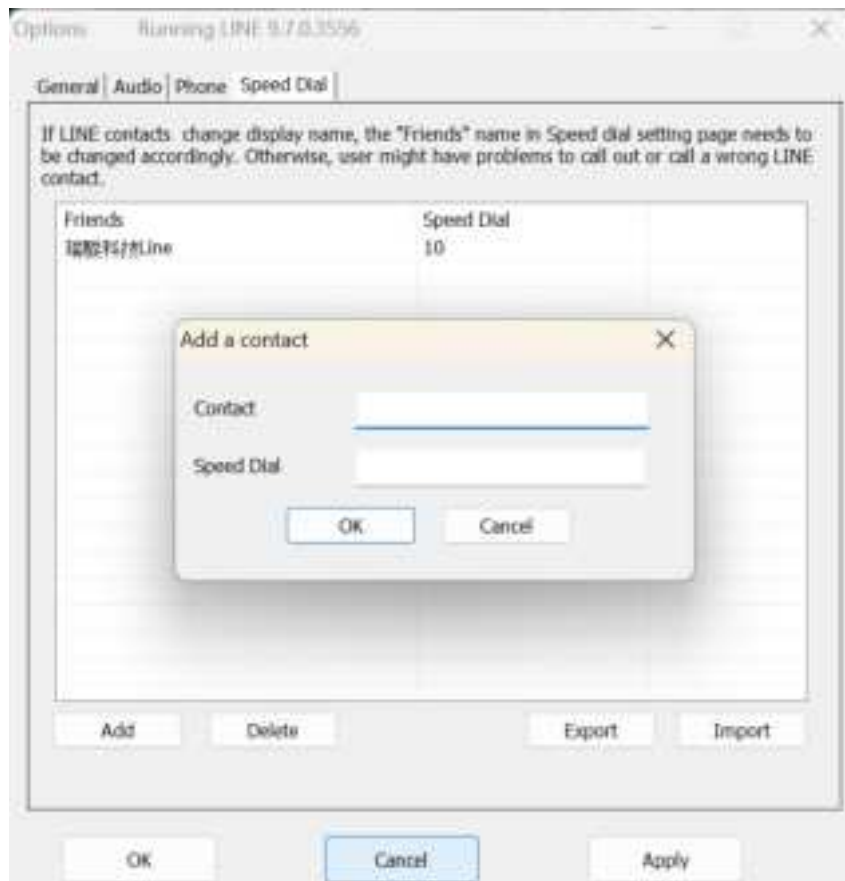 Options Running LINE 9.7.0.3556
General Audio Phone Speed Dial
If LINE contacts change display name, the "Friends" name in Speed dial setting page needs to
be changed accordingly. Otherwise, user might have problems to call out or call a wrong LINE
contact.
Friends Speed Dial
Line 10
Add a contact
Contact
Speed Dial
OK Cancel
Add Delete Export Import
OK Cancel Apply